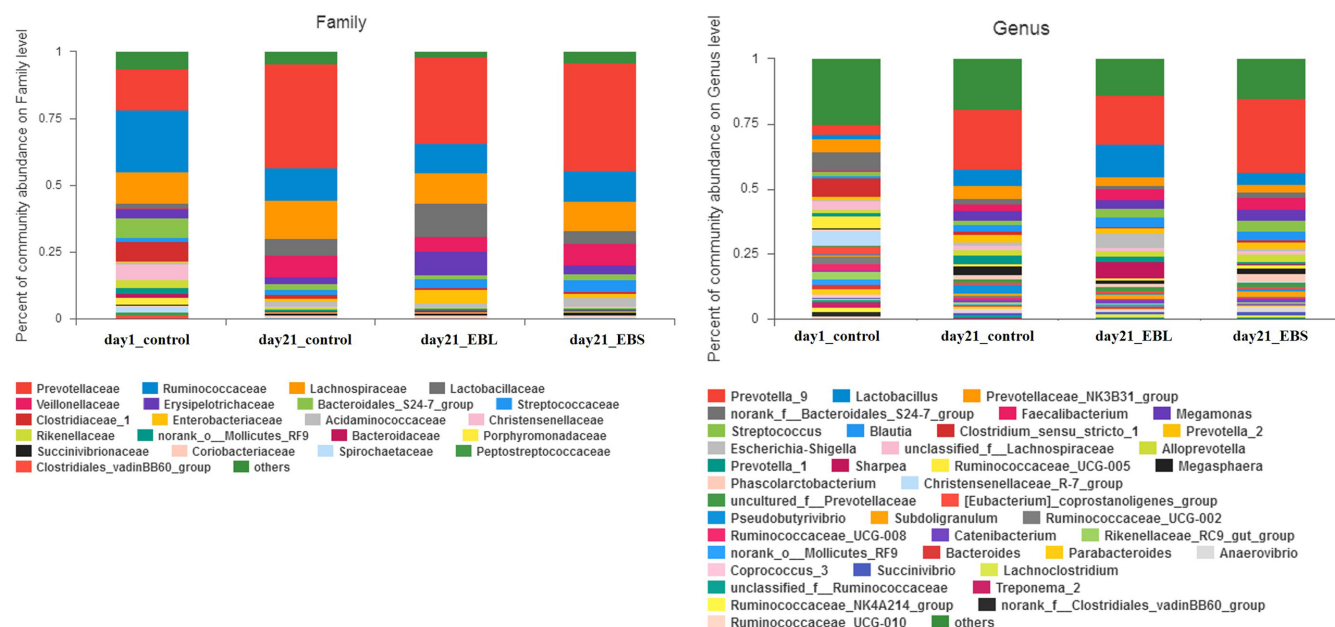 Family
Percent of community abundance on Family level
1
0.75
0.5
0.25
0
day1_control day21_control day21_EBL day21_EBS
Prevotellaceae Ruminococcaceae Lachnospiraceae Lactobacillaceae
Veillonellaceae Erysipelotrichaceae Bacteroidales_S24-7_group Streptococcaceae
Clostridiaceae_1 Enterobacteriaceae Acidaminococcaceae Christensenellaceae
Rikenellaceae norank_o__Mollicutes_RF9 Bacteroidaceae Porphyromonadaceae
Succinivibrionaceae Coriobacteriaceae Spirochaetaceae Peptostreptococcaceae
Clostridiales_vadinBB60_group others
Genus
Percent of community abundance on Genus level
1
0.75
0.5
0.25
0
day1_control day21_control day21_EBL day21_EBS
Prevotella_9 Lactobacillus Prevotellaceae_NK3B31_group
norank_f__Bacteroidales_S24-7_group Faecalibacterium Megamonas
Streptococcus Blautia Clostridium_sensu_stricto_1 Prevotella_2
Escherichia-Shigella unclassified_f__Lachnospiraceae Alloprevotella
Prevotella_1 Sharpea Ruminococcaceae_UCG-005 Megasphaera
Phascolarctobacterium Christensenellaceae_R-7_group
uncultured_f__Prevotellaceae [Eubacterium]_coprostanoligenes_group
Pseudobutyrivibrio Subdoligranulum Ruminococcaceae_UCG-002
Ruminococcaceae_UCG-008 Catenibacterium Rikenellaceae_RC9_gut_group
norank_o__Mollicutes_RF9 Bacteroides Parabacteroides Anaerovibrio
Coprococcus_3 Succinivibrio Lachnoclostridium
unclassified_f__Ruminococcaceae Treponema_2
Ruminococcaceae_NK4A214_group norank_f__Clostridiales_vadinBB60_group
Ruminococcaceae_UCG-010 others